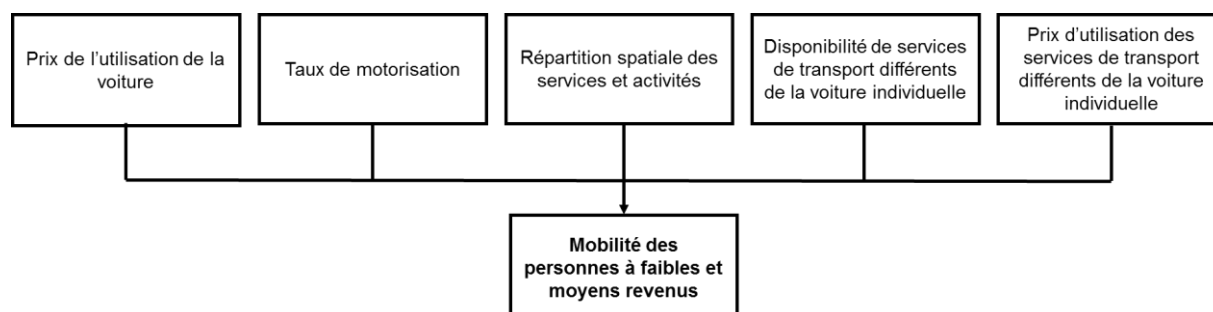 Prix de l’utilisation de la
voiture
Taux de motorisation
Répartition spatiale des
services et activités
Disponibilité de services
de transport différents
de la voiture individuelle
Prix d’utilisation des
services de transport
différents de la voiture
individuelle
Mobilité des
personnes à faibles et
moyens revenus